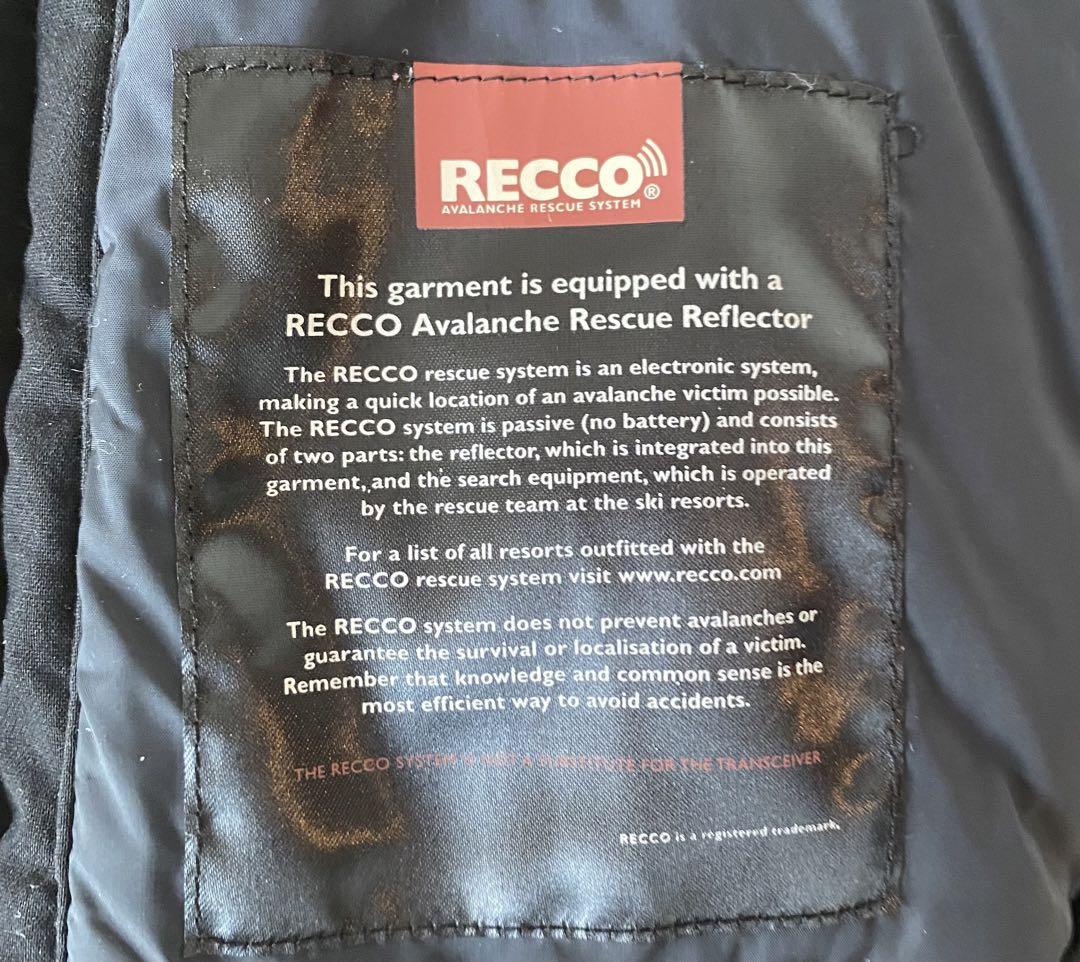 RECCO®
AVALANCHE RESCUE SYSTEM
This garment is equipped with a
RECCO Avalanche Rescue Reflector
The RECCO rescue system is an electronic system,
making a quick location of an avalanche victim possible.
The RECCO system is passive (no battery) and consists
of two parts: the reflector, which is integrated into this
garment, and the search equipment, which is operated
by the rescue team at the ski resorts.
For a list of all resorts outfitted with the
RECCO rescue system visit www.recco.com
The RECCO system does not prevent avalanches or
guarantee the survival or localisation of a victim.
Remember that knowledge and common sense is the
most efficient way to avoid accidents.
THE RECCO SYSTEM IS NOT A SUBSTITUTE FOR THE TRANSCEIVER
RECCO is a registered trademark.